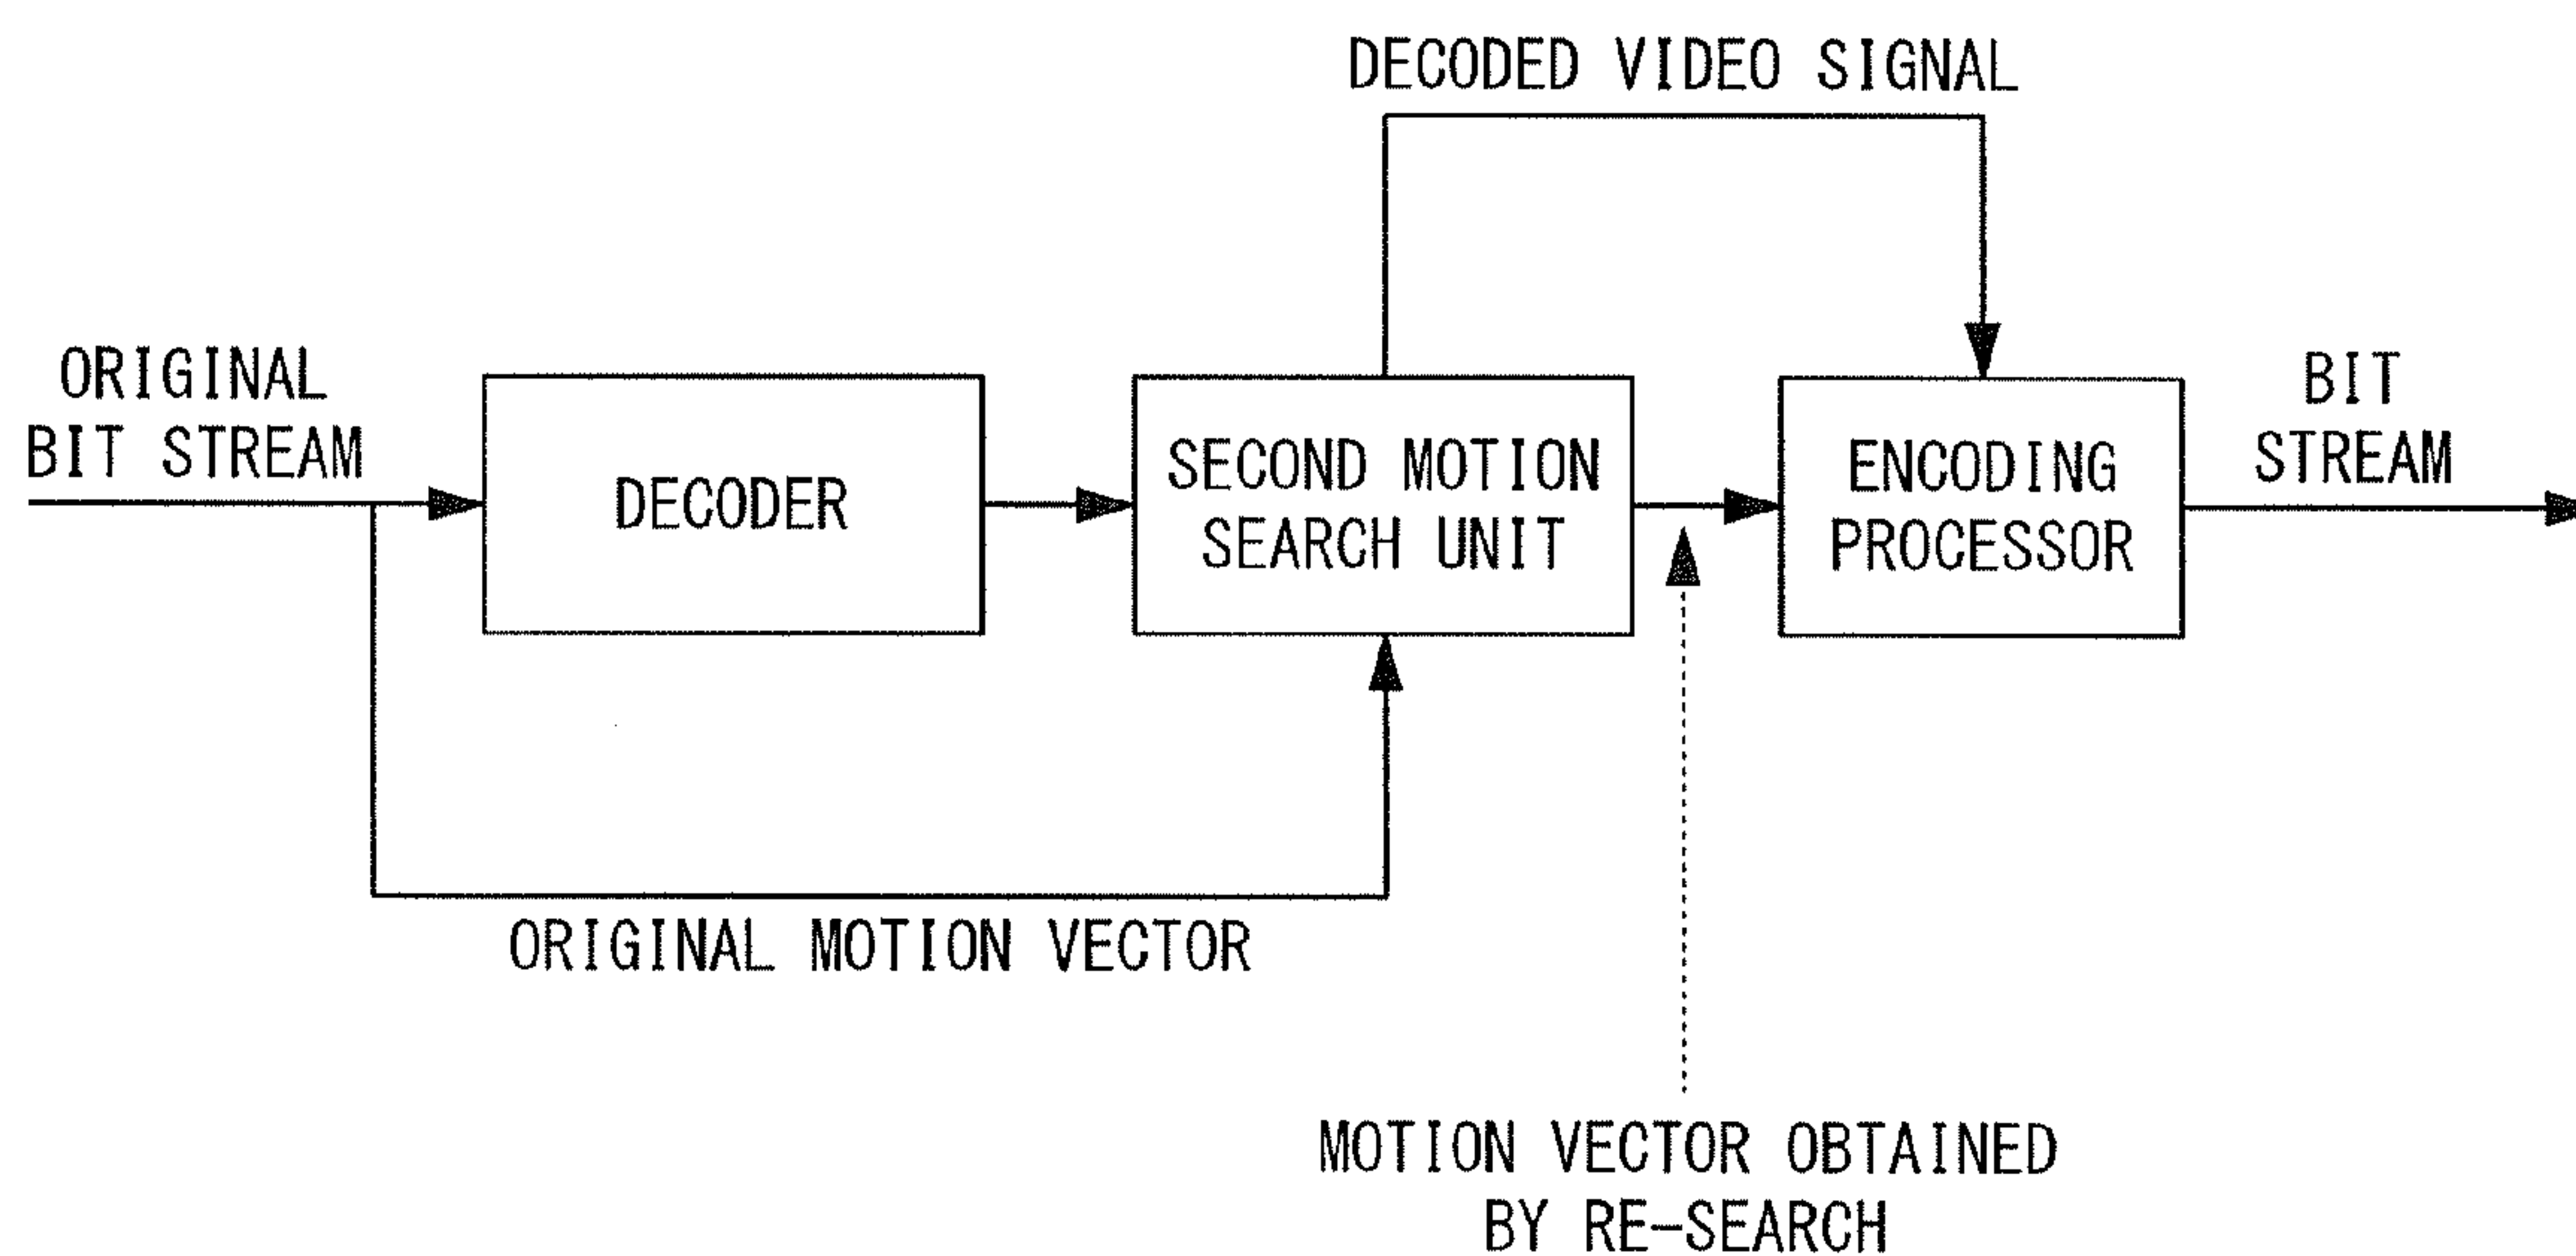 DECODED VIDEO SIGNAL
ORIGINAL
BIT STREAM
DECODER
SECOND MOTION
SEARCH UNIT
ENCODING
PROCESSOR
BIT
STREAM
ORIGINAL MOTION VECTOR
MOTION VECTOR OBTAINED
BY RE-SEARCH